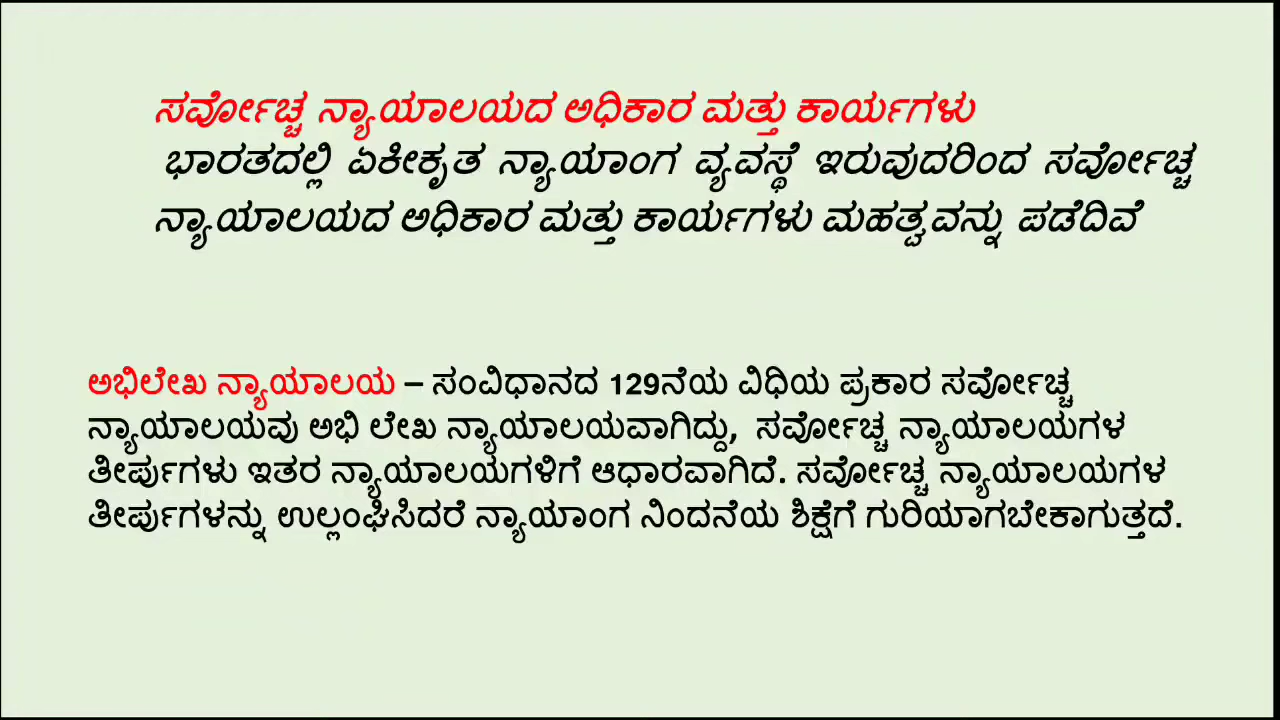 ಸರ್ವೋಚ್ಚ ನ್ಯಾಯಾಲಯದ ಅಧಿಕಾರ ಮತ್ತು ಕಾರ್ಯಗಳು
ಭಾರತದಲ್ಲಿ ಏಕೀಕೃತ ನ್ಯಾಯಾಂಗ ವ್ಯವಸ್ಥೆ ಇರುವುದರಿಂದ ಸರ್ವೋಚ್ಚ
ನ್ಯಾಯಾಲಯದ ಅಧಿಕಾರ ಮತ್ತು ಕಾರ್ಯಗಳು ಮಹತ್ವವನ್ನು ಪಡೆದಿವೆ
ಅಭಿಲೇಖ ನ್ಯಾಯಾಲಯ – ಸಂವಿಧಾನದ 129ನೆಯ ವಿಧಿಯ ಪ್ರಕಾರ ಸರ್ವೋಚ್ಚ
ನ್ಯಾಯಾಲಯವು ಅಭಿ ಲೇಖ ನ್ಯಾಯಾಲಯವಾಗಿದ್ದು, ಸರ್ವೋಚ್ಚ ನ್ಯಾಯಾಲಯಗಳ
ತೀರ್ಪುಗಳು ಇತರ ನ್ಯಾಯಾಲಯಗಳಿಗೆ ಆಧಾರವಾಗಿದೆ. ಸರ್ವೋಚ್ಚ ನ್ಯಾಯಾಲಯಗಳ
ತೀರ್ಪುಗಳನ್ನು ಉಲ್ಲಂಘಿಸಿದರೆ ನ್ಯಾಯಾಂಗ ನಿಂದನೆಯ ಶಿಕ್ಷೆಗೆ ಗುರಿಯಾಗಬೇಕಾಗುತ್ತದೆ.